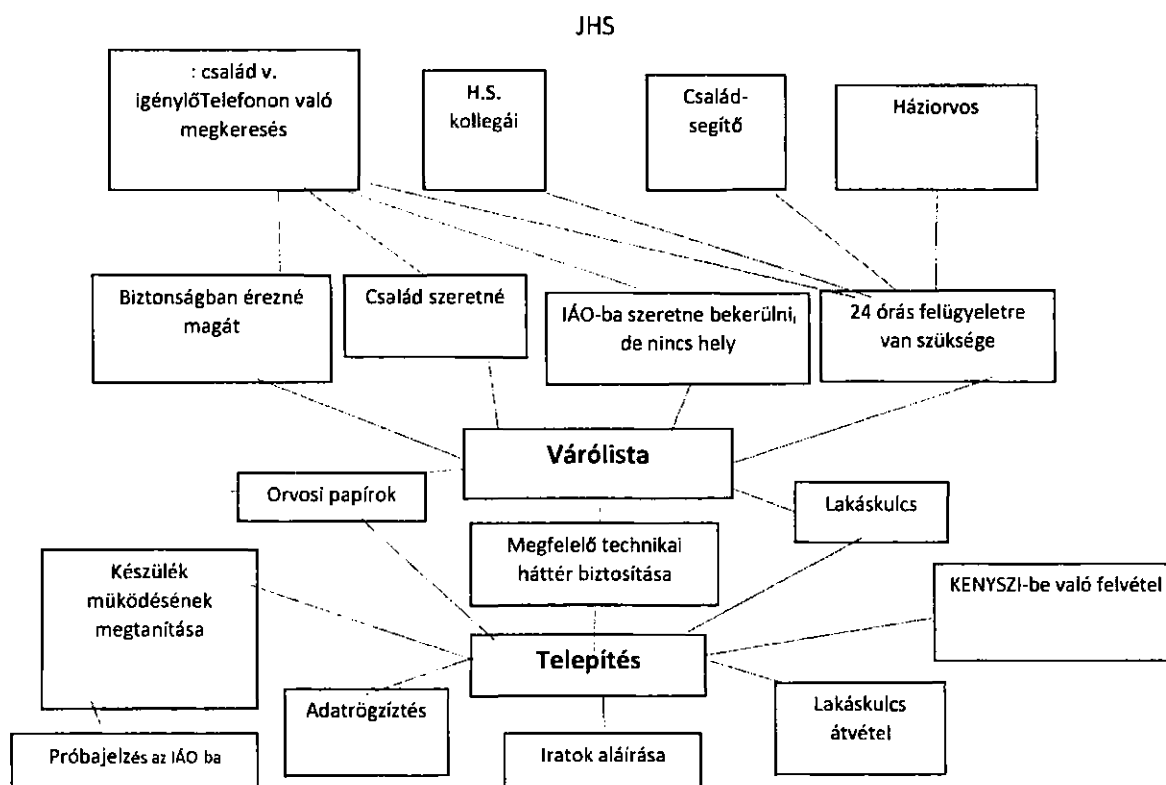 JHS
: család v.
igénylőTelefonon való
megkeresés
H.S.
kollegái
Család-
segítő
Háziorvos
Biztonságban érezné
magát
Család szeretné
IÁO-ba szeretne bekerülni,
de nincs hely
24 órás felügyeletre
van szüksége
Várólista
Orvosi papírok
Lakáskulcs
Megfelelő technikai
háttér biztosítása
Készülék
müködésének
megtanítása
KENYSZI-be való felvétel
Telepítés
Adatrögzíztés
Lakáskulcs
átvétel
Próbajelzés az IÁO ba
Iratok aláírása